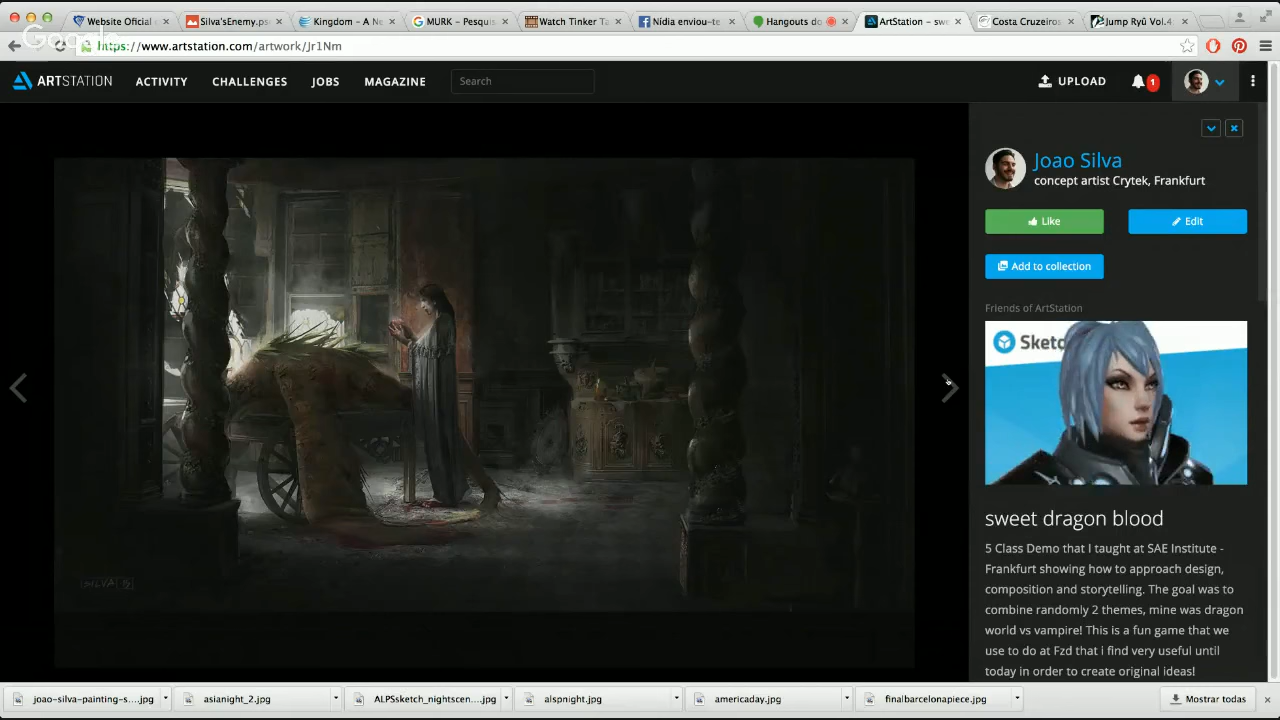 Website Oficial
Silva'sEnemy.ps
Kingdom - A Ne
MURK - Pesquis
Watch Tinker Ta
Nídia enviou-te
Hangouts do
ArtStation - swe
Costa Cruzeiros
Jump Ryū Vol.4
Google
https://www.artstation.com/artwork/Jr1Nm
ARTSTATION
ACTIVITY
CHALLENGES
JOBS
MAGAZINE
Search
UPLOAD
1
Joao Silva
concept artist Crytek, Frankfurt
Like
Edit
Add to collection
Friends of ArtStation
Sketc
sweet dragon blood
5 Class Demo that I taught at SAE Institute -
Frankfurt showing how to approach design,
composition and storytelling. The goal was to
combine randomly 2 themes, mine was dragon
world vs vampire! This is a fun game that we
use to do at Fzd that i find very useful until
today in order to create original ideas!
joao-silva-painting-s....jpg
asianight_2.jpg
ALPSsketch_nightscen....jpg
alspnight.jpg
americaday.jpg
finalbarcelonapiece.jpg
Mostrar todas